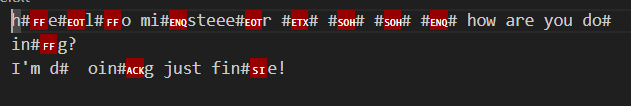 h#FFe#EOTl#FFo mi#ENQsteee#EOTr #ETX# #SOH# #SOH# #ENQ# how are you do#
in#FFg?
I'm d#  oin#ACKg just fin#SIe!